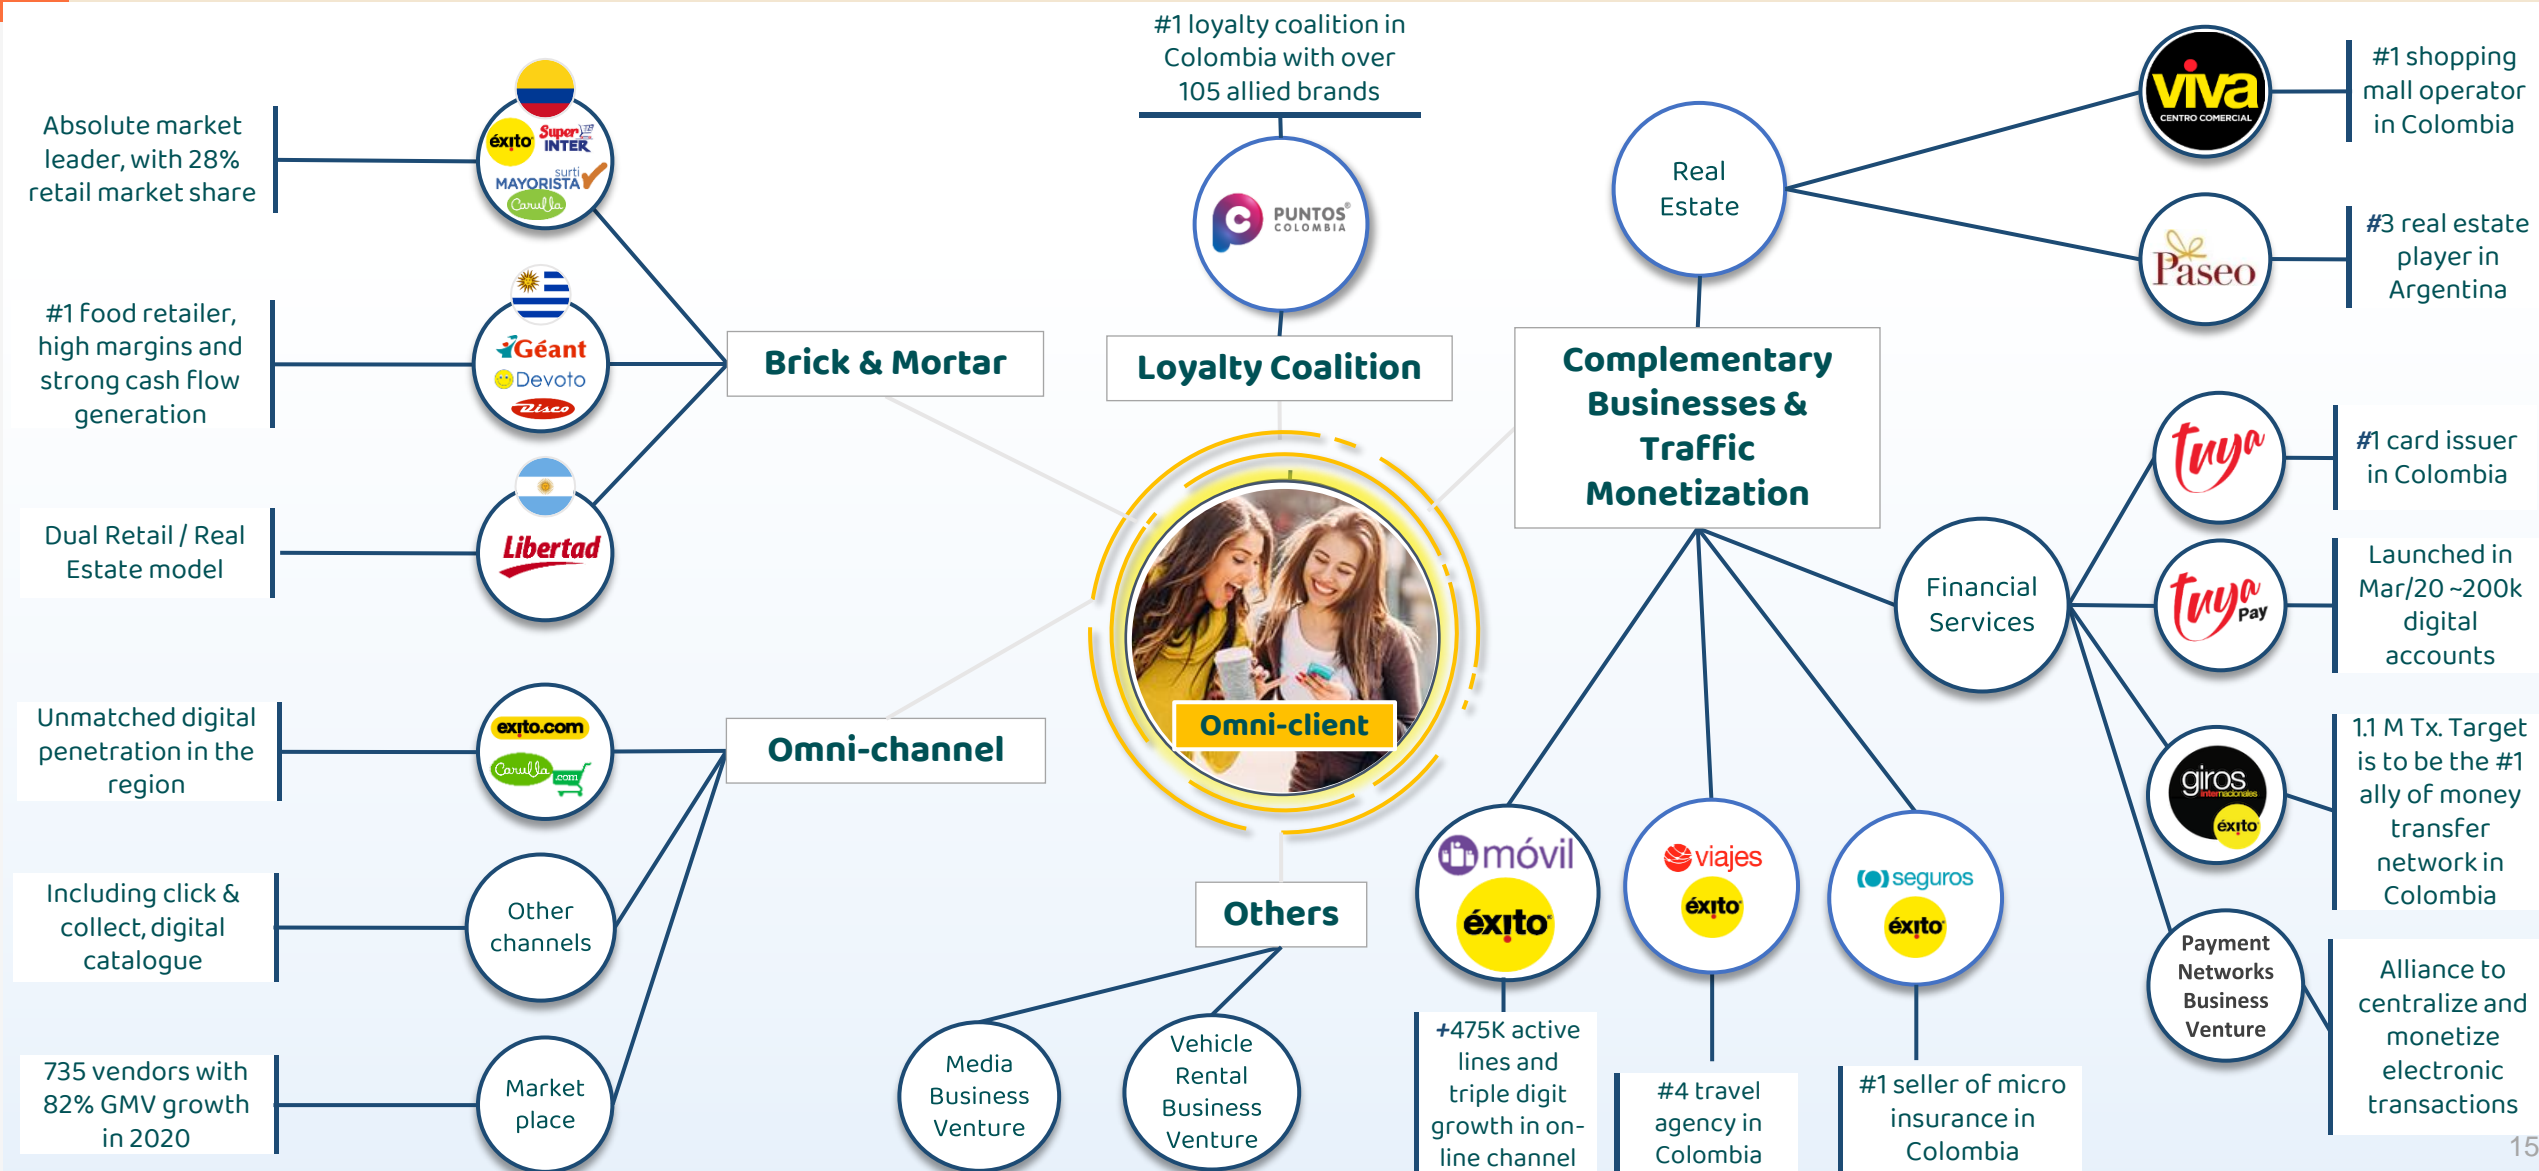 #1 loyalty coalition in
Colombia with over
105 allied brands
Absolute market
leader, with 28%
retail market share
éxito
Super
INTER
surti
MAYORISTA
Carulla
#1 food retailer,
high margins and
strong cash flow
generation
Géant
Devoto
Disco
Dual Retail / Real
Estate model
Libertad
Brick & Mortar
PUNTOS
COLOMBIA
Loyalty Coalition
Real
Estate
viva
CENTRO COMERCIAL
#1 shopping
mall operator
in Colombia
Paseo
#3 real estate
player in
Argentina
Complementary
Businesses &
Traffic
Monetization
Financial
Services
tuya
#1 card issuer
in Colombia
tuya
Pay
Launched in
Mar/20 ~200k
digital
accounts
giros
internacionales
éxito
1.1 M Tx. Target
is to be the #1
ally of money
transfer
network in
Colombia
Payment
Networks
Business
Venture
Alliance to
centralize and
monetize
electronic
transactions
Omni-client
Unmatched digital
penetration in the
region
exito.com
Carulla
.com
Omni-channel
Including click &
collect, digital
catalogue
Other
channels
735 vendors with
82% GMV growth
in 2020
Market
place
Others
Media
Business
Venture
Vehicle
Rental
Business
Venture
móvil
éxito
+475K active
lines and
triple digit
growth in on-
line channel
viajes
éxito
#4 travel
agency in
Colombia
seguros
éxito
#1 seller of micro
insurance in
Colombia
15